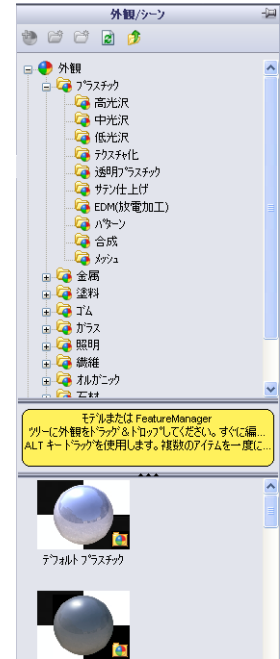 外観/シーン
外観
プラスチック
高光沢
中光沢
低光沢
テクスチャ化
透明プラスチック
サテン仕上げ
EDM(放電加工)
パターン
合成
メッシュ
金属
塗料
ゴム
ガラス
照明
繊維
オルガニック
石材
モデルまたは FeatureManager
ツリーに外観をドラッグ&ドロップしてください。すぐに編...
ALT キードラッグを使用します。複数のアイテムを一度に...
デフォルト プラスチック